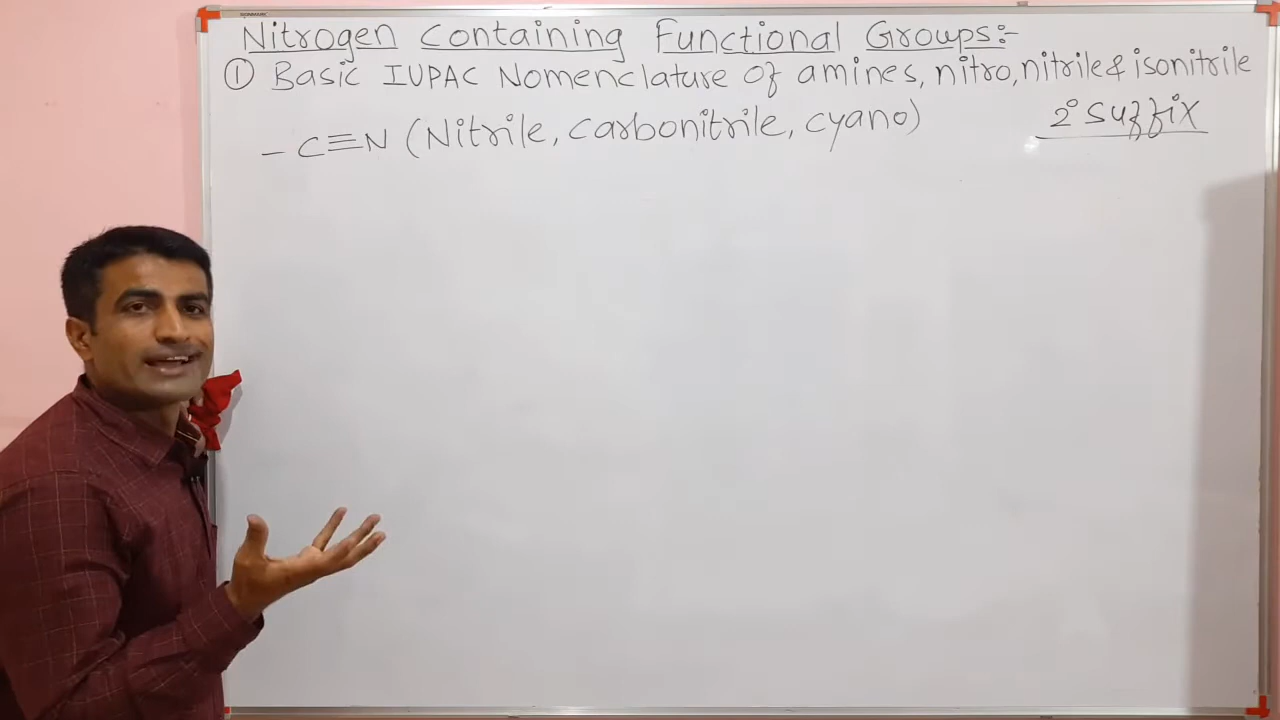 Nitrogen containing Functional Groups:-
① Basic IUPAC Nomenclature of amines, nitro, nitrile & isonitrile
2° suffix
- C≡N (Nitrile, carbonitrile, cyano)